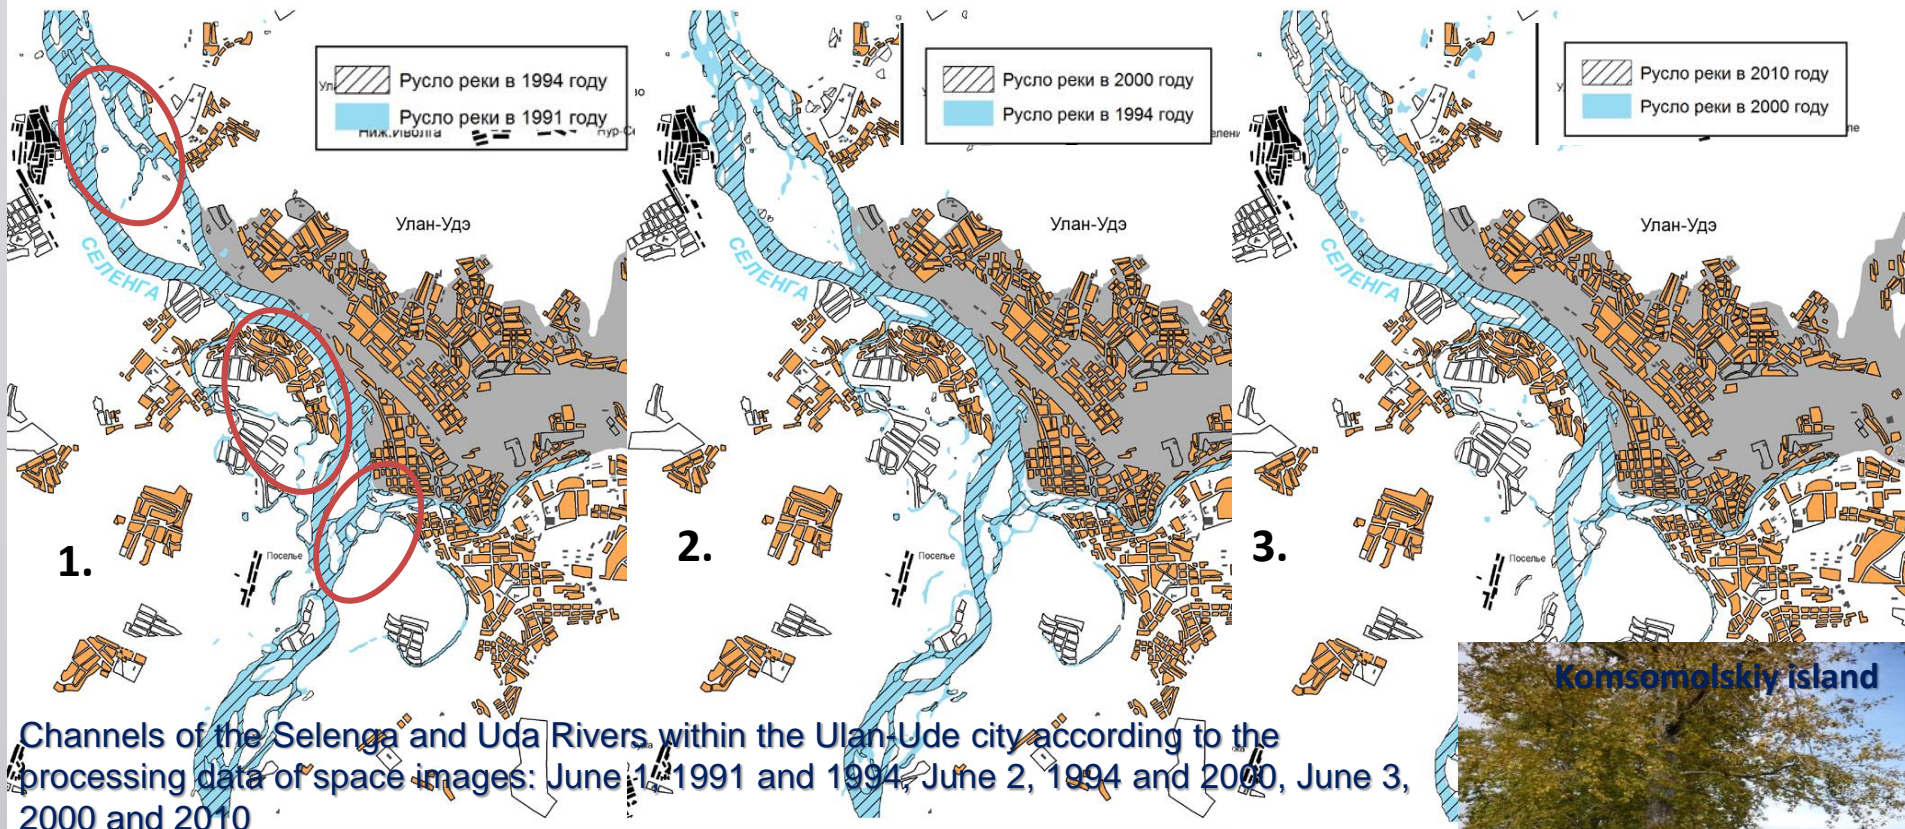 Русло реки в 1994 году
Русло реки в 1991 году
Ниж.Иволга
Улан-Удэ
СЕЛЕНГА
Поселье
1.
Русло реки в 2000 году
Русло реки в 1994 году
Улан-Удэ
СЕЛЕНГА
Поселье
2.
Русло реки в 2010 году
Русло реки в 2000 году
Улан-Удэ
СЕЛЕНГА
Поселье
3.
Komsomolskiy island
Channels of the Selenga and Uda Rivers within the Ulan-Ude city according to the
processing data of space images: June 1, 1991 and 1994, June 2, 1994 and 2000, June 3,
2000 and 2010